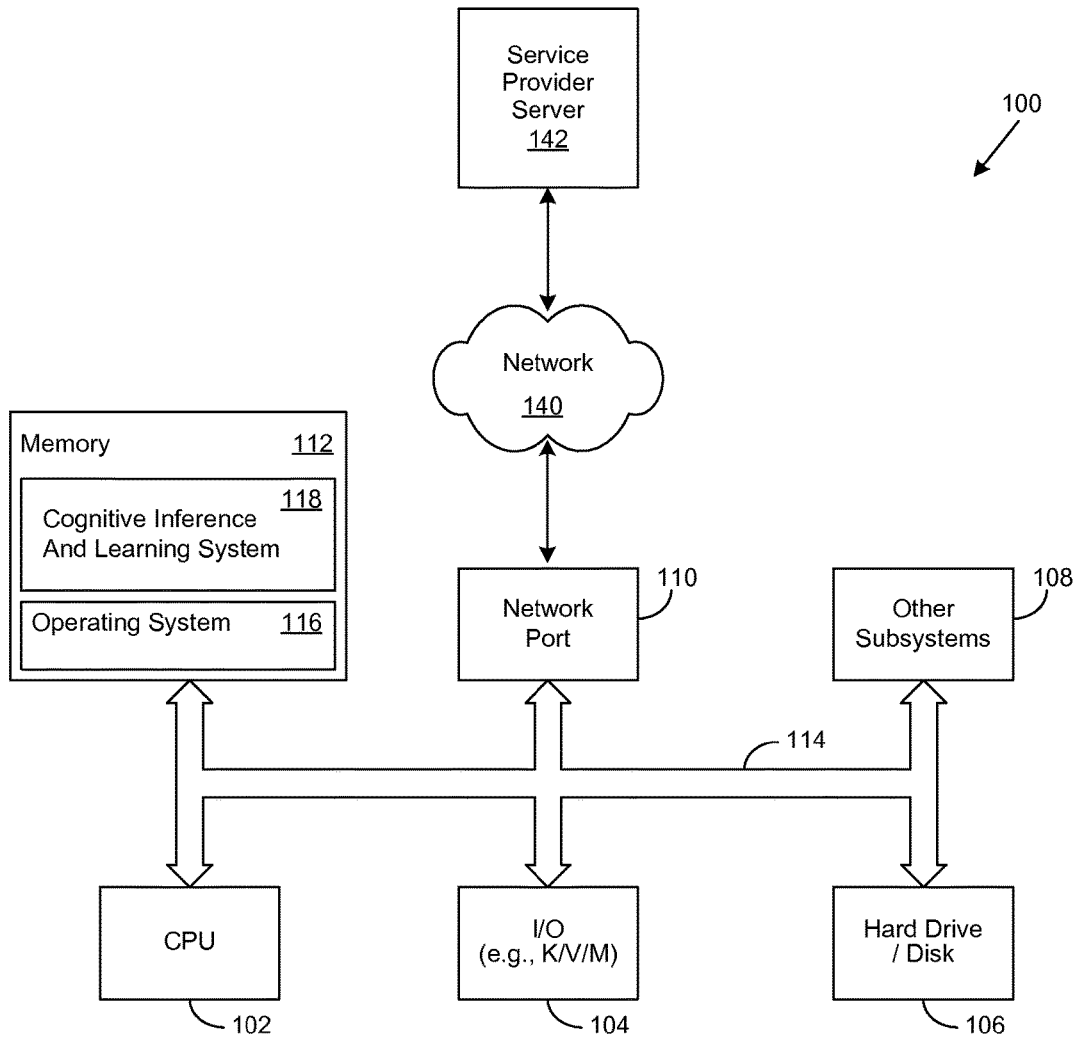 Service
Provider
Server
142
100
Network
140
Memory 112
118
Cognitive Inference
And Learning System
Operating System 116
Network
Port
110
Other
Subsystems
108
114
CPU
102
I/O
(e.g., K/V/M)
104
Hard Drive
/ Disk
106